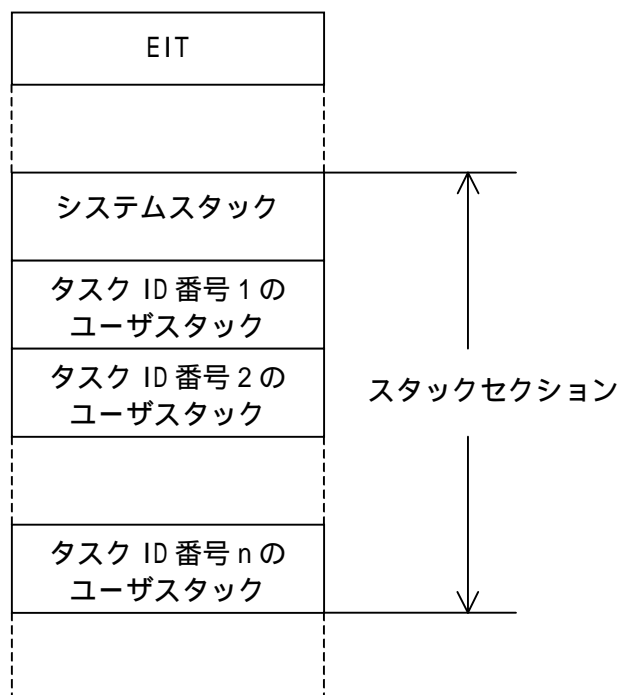 EIT
システムスタック
タスク ID 番号 1 の
ユーザスタック
タスク ID 番号 2 の
ユーザスタック
スタックセクション
タスク ID 番号 n の
ユーザスタック